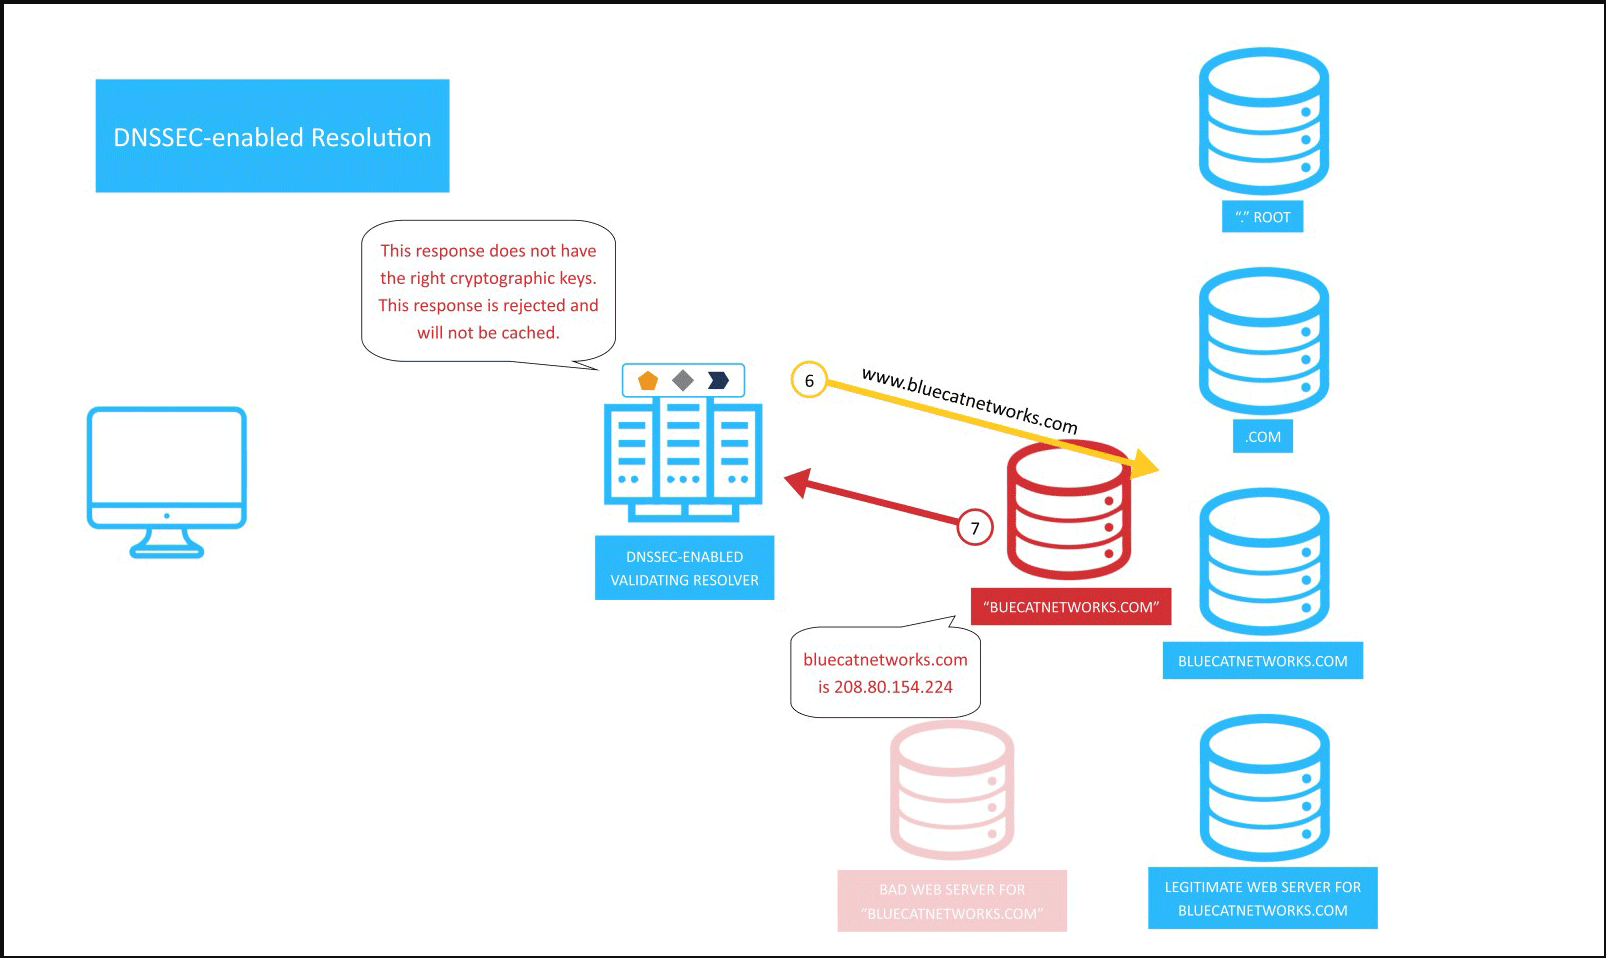 DNSSEC-enabled Resolution
“.” ROOT
This response does not have
the right cryptographic keys.
This response is rejected and
will not be cached.
6
www.bluecatnetworks.com
.COM
7
DNSSEC-ENABLED
VALIDATING RESOLVER
“BUECATNETWORKS.COM”
bluecatnetworks.com
is 208.80.154.224
BLUECATNETWORKS.COM
BAD WEB SERVER FOR
“BLUECATNETWORKS.COM”
LEGITIMATE WEB SERVER FOR
BLUECATNETWORKS.COM